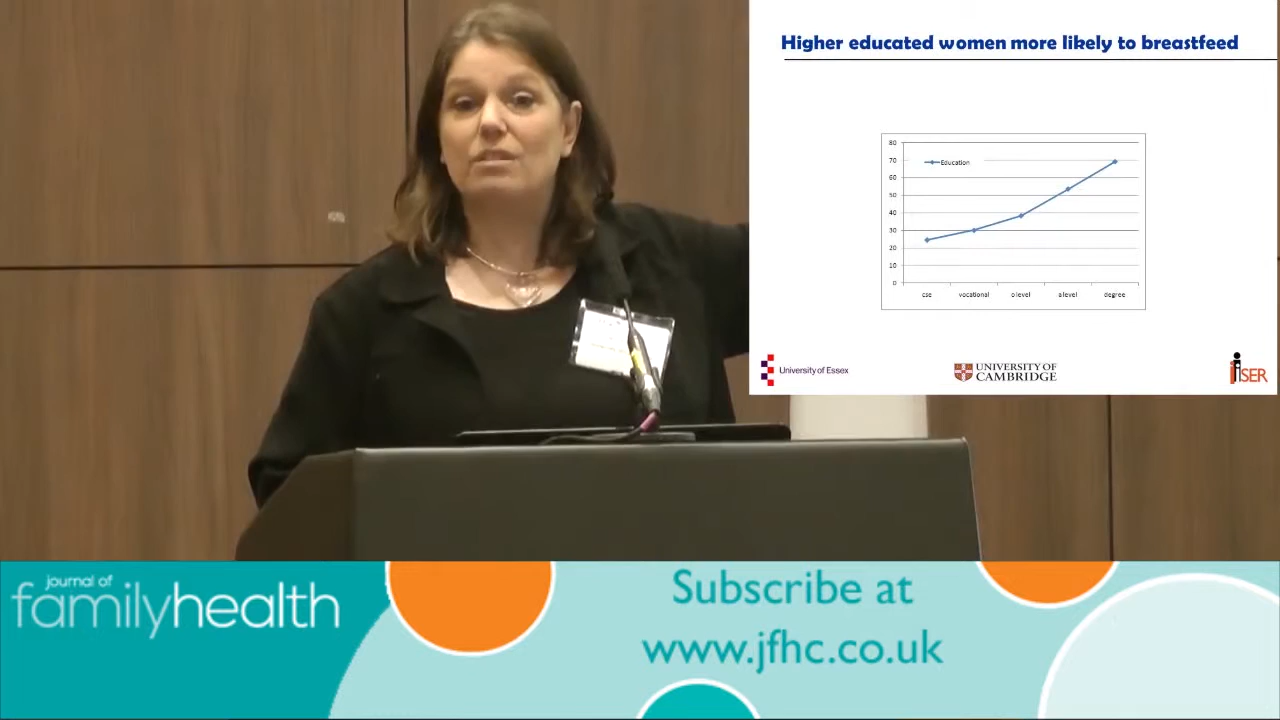 Higher educated women more likely to breastfeed
80
70
60
50
40
30
20
10
0
Education
cse
vocational
o level
a level
degree
University of Essex
UNIVERSITY OF
CAMBRIDGE
iSER
journal of
familyhealth
Subscribe at
www.jfhc.co.uk